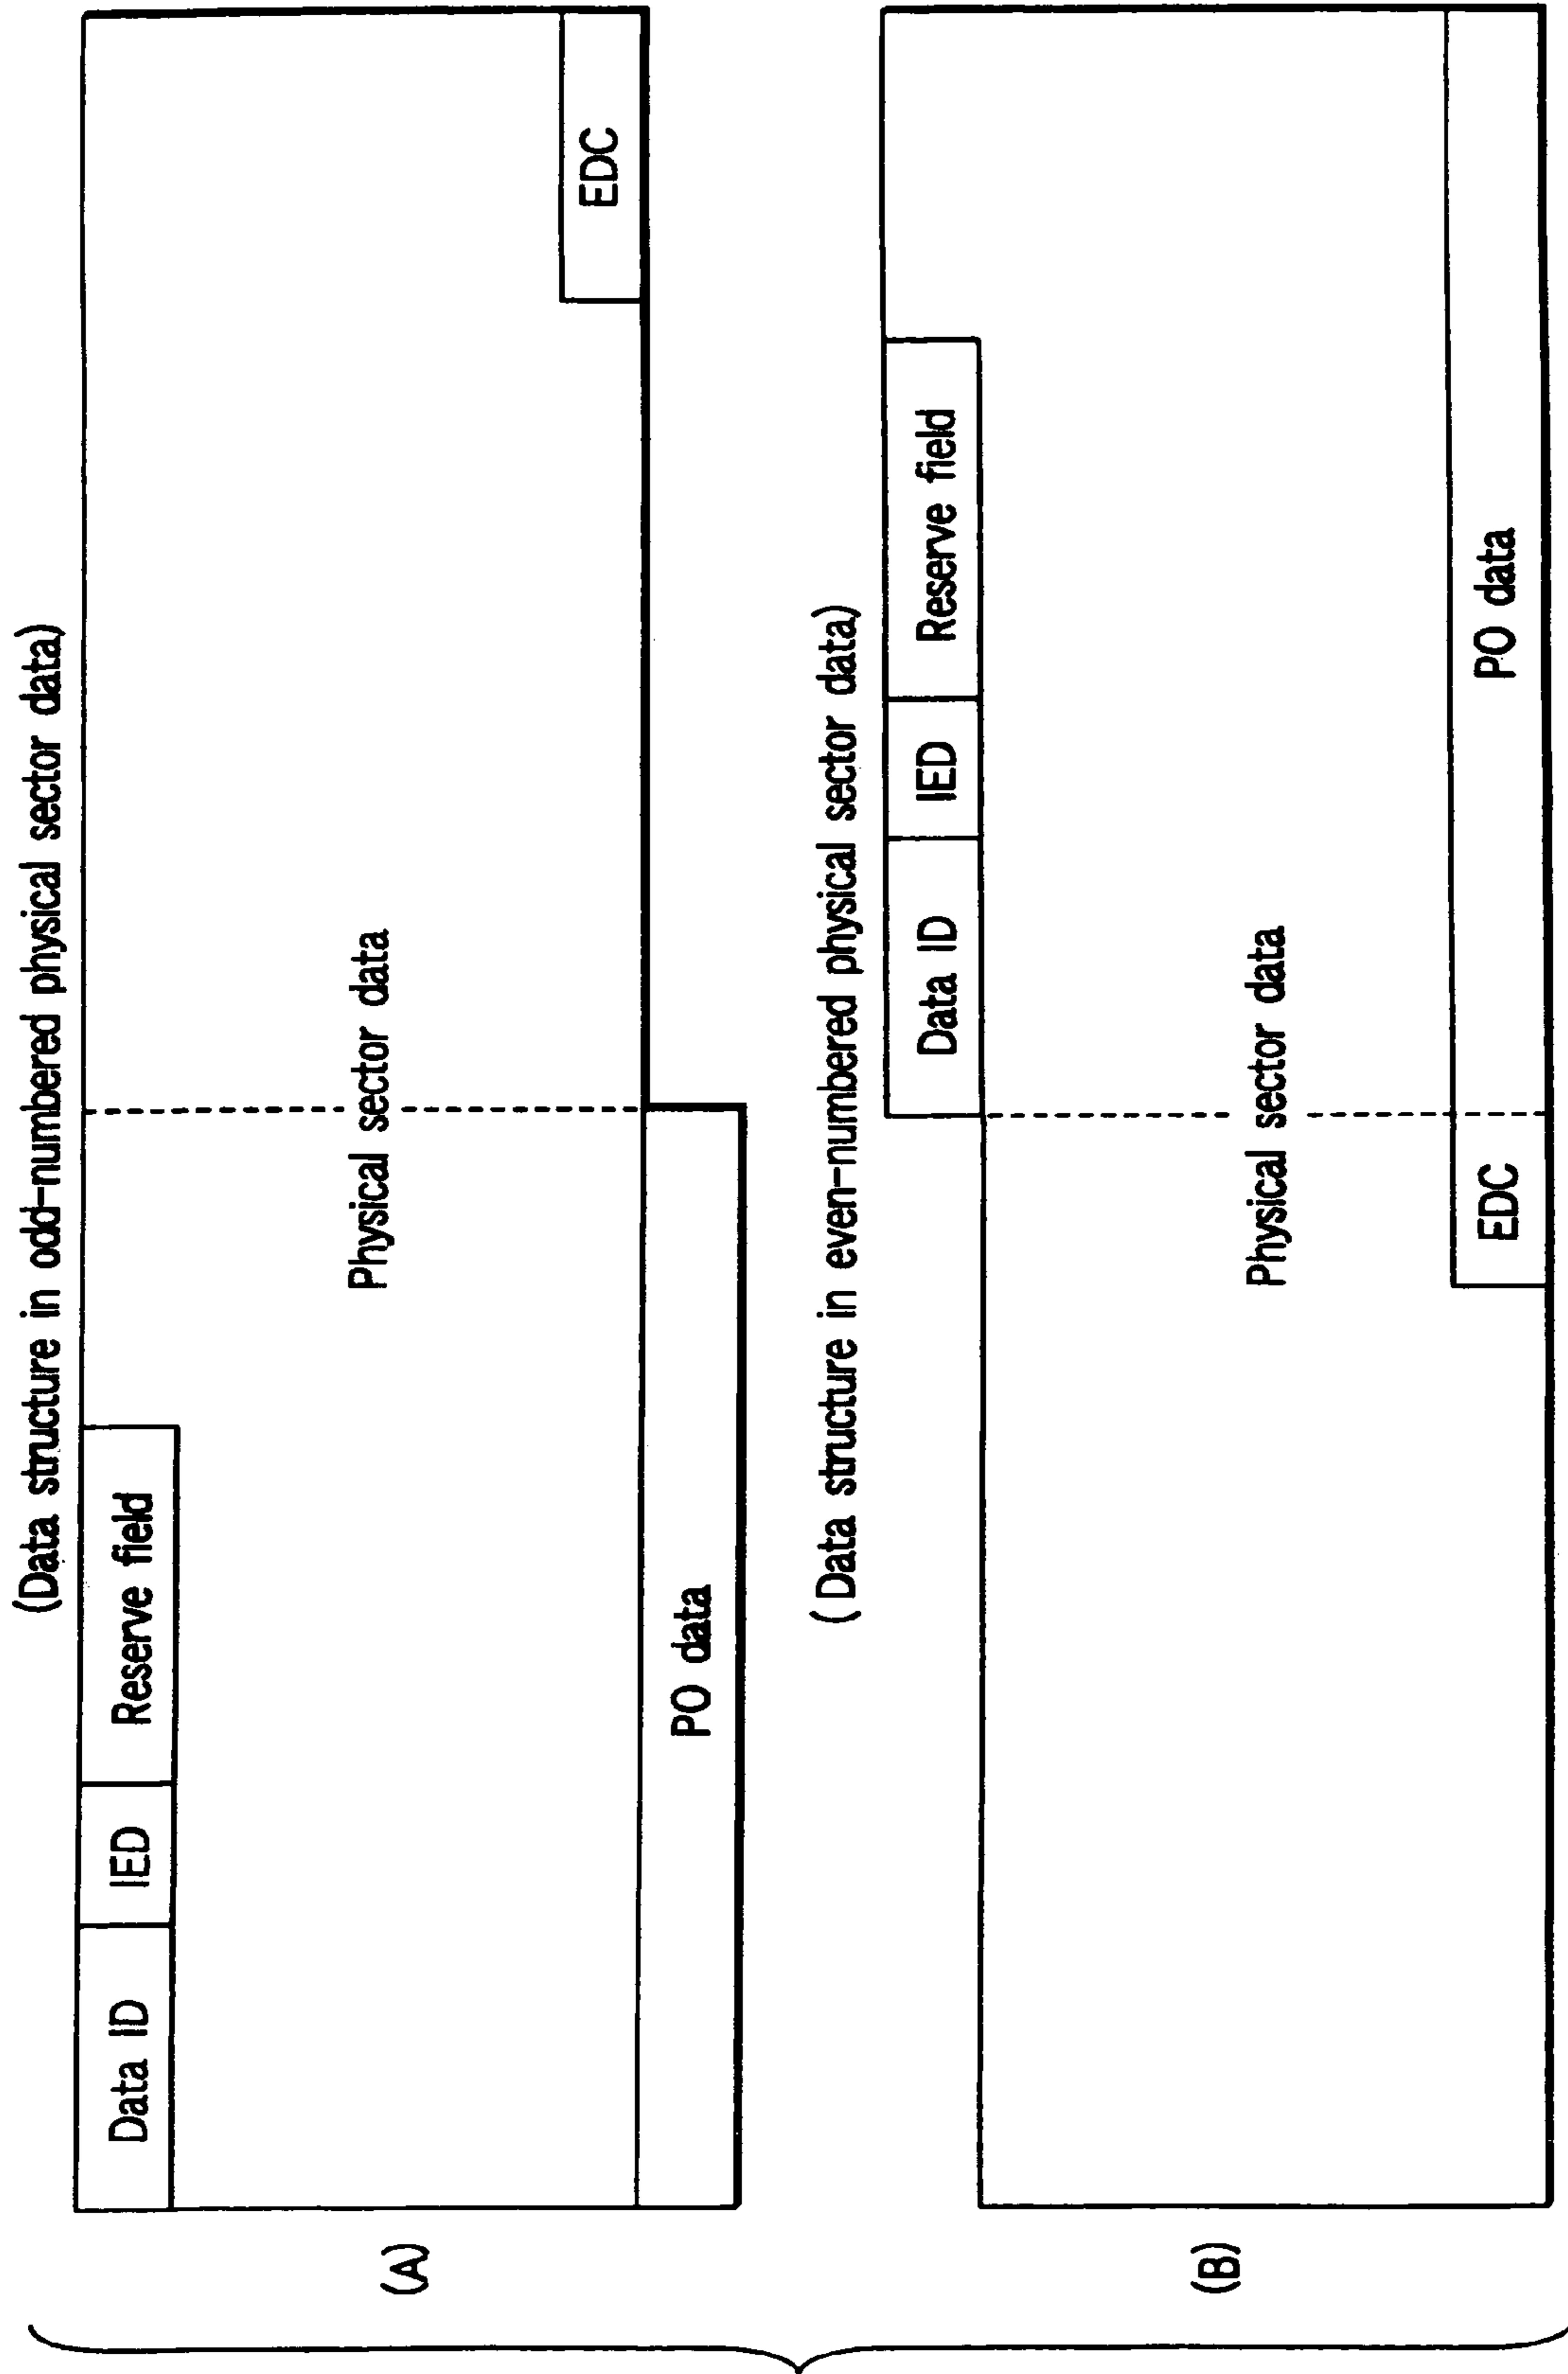 (Data structure in odd-numbered physical sector data)
(A)
Data ID
IED
Reserve field
Physical sector data
EDC
PO data
(Data structure in even-numbered physical sector data)
(B)
Data ID
IED
Reserve field
Physical sector data
EDC
PO data